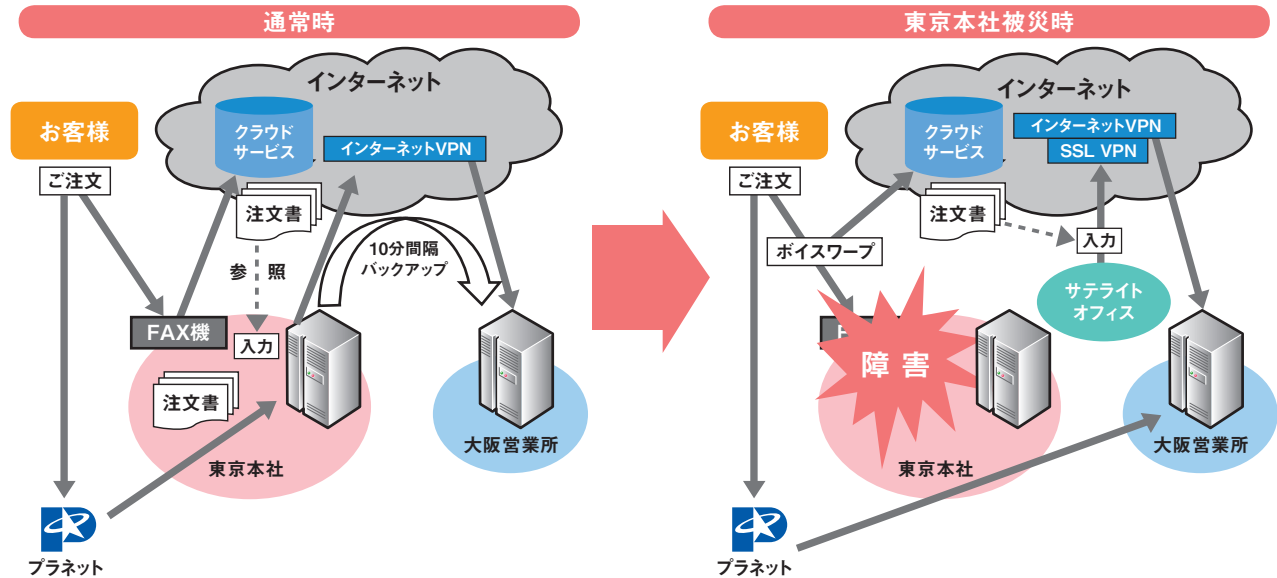 通常時
インターネット
お客様
クラウド
サービス
インターネットVPN
ご注文
注文書
10分間隔
バックアップ
参 照
FAX機
入力
注文書
大阪営業所
東京本社
プラネット
東京本社被災時
インターネット
お客様
クラウド
サービス
インターネットVPN
SSL VPN
ご注文
注文書
ボイスワープ
入力
サテライト
オフィス
障 害
大阪営業所
東京本社
プラネット